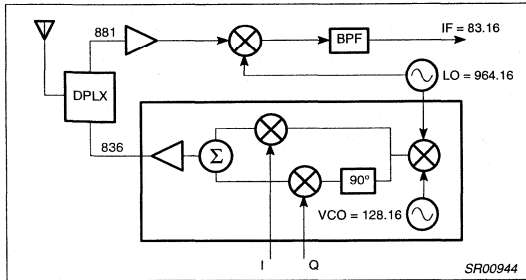 881
BPF
IF = 83.16
LO = 964.16
DPLX
836
Σ
90°
VCO = 128.16
I
Q
SR00944